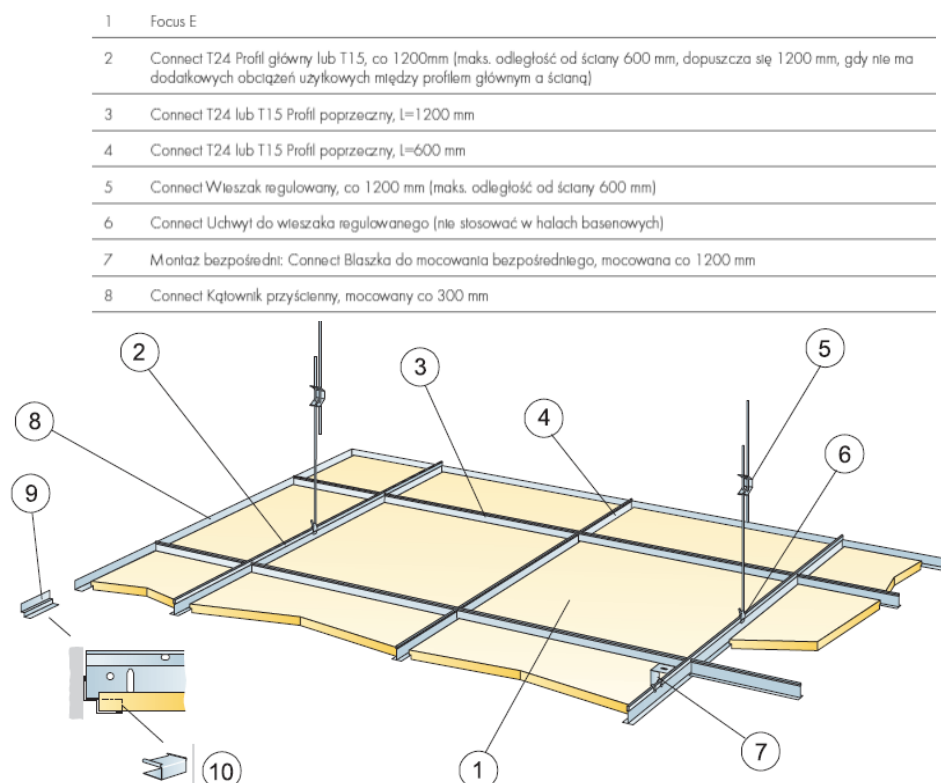 1 Focus E
2 Connect T24 Profil główny lub T15, co 1200mm (maks. odległość od ściany 600 mm, dopuszcza się 1200 mm, gdy nie ma
dodatkowych obciążeń użytkowych między profilem głównym a ścianą)
3 Connect T24 lub T15 Profil poprzeczny, L=1200 mm
4 Connect T24 lub T15 Profil poprzeczny, L=600 mm
5 Connect Wieszak regulowany, co 1200 mm (maks. odległość od ściany 600 mm)
6 Connect Uchwyt do wieszaka regulowanego (nie stosować w halach basenowych)
7 Montaż bezpośredni: Connect Blaszka do mocowania bezpośredniego, mocowana co 1200 mm
8 Connect Kątownik przyścienny, mocowany co 300 mm
2
3
5
8
4
6
9
10
1
7